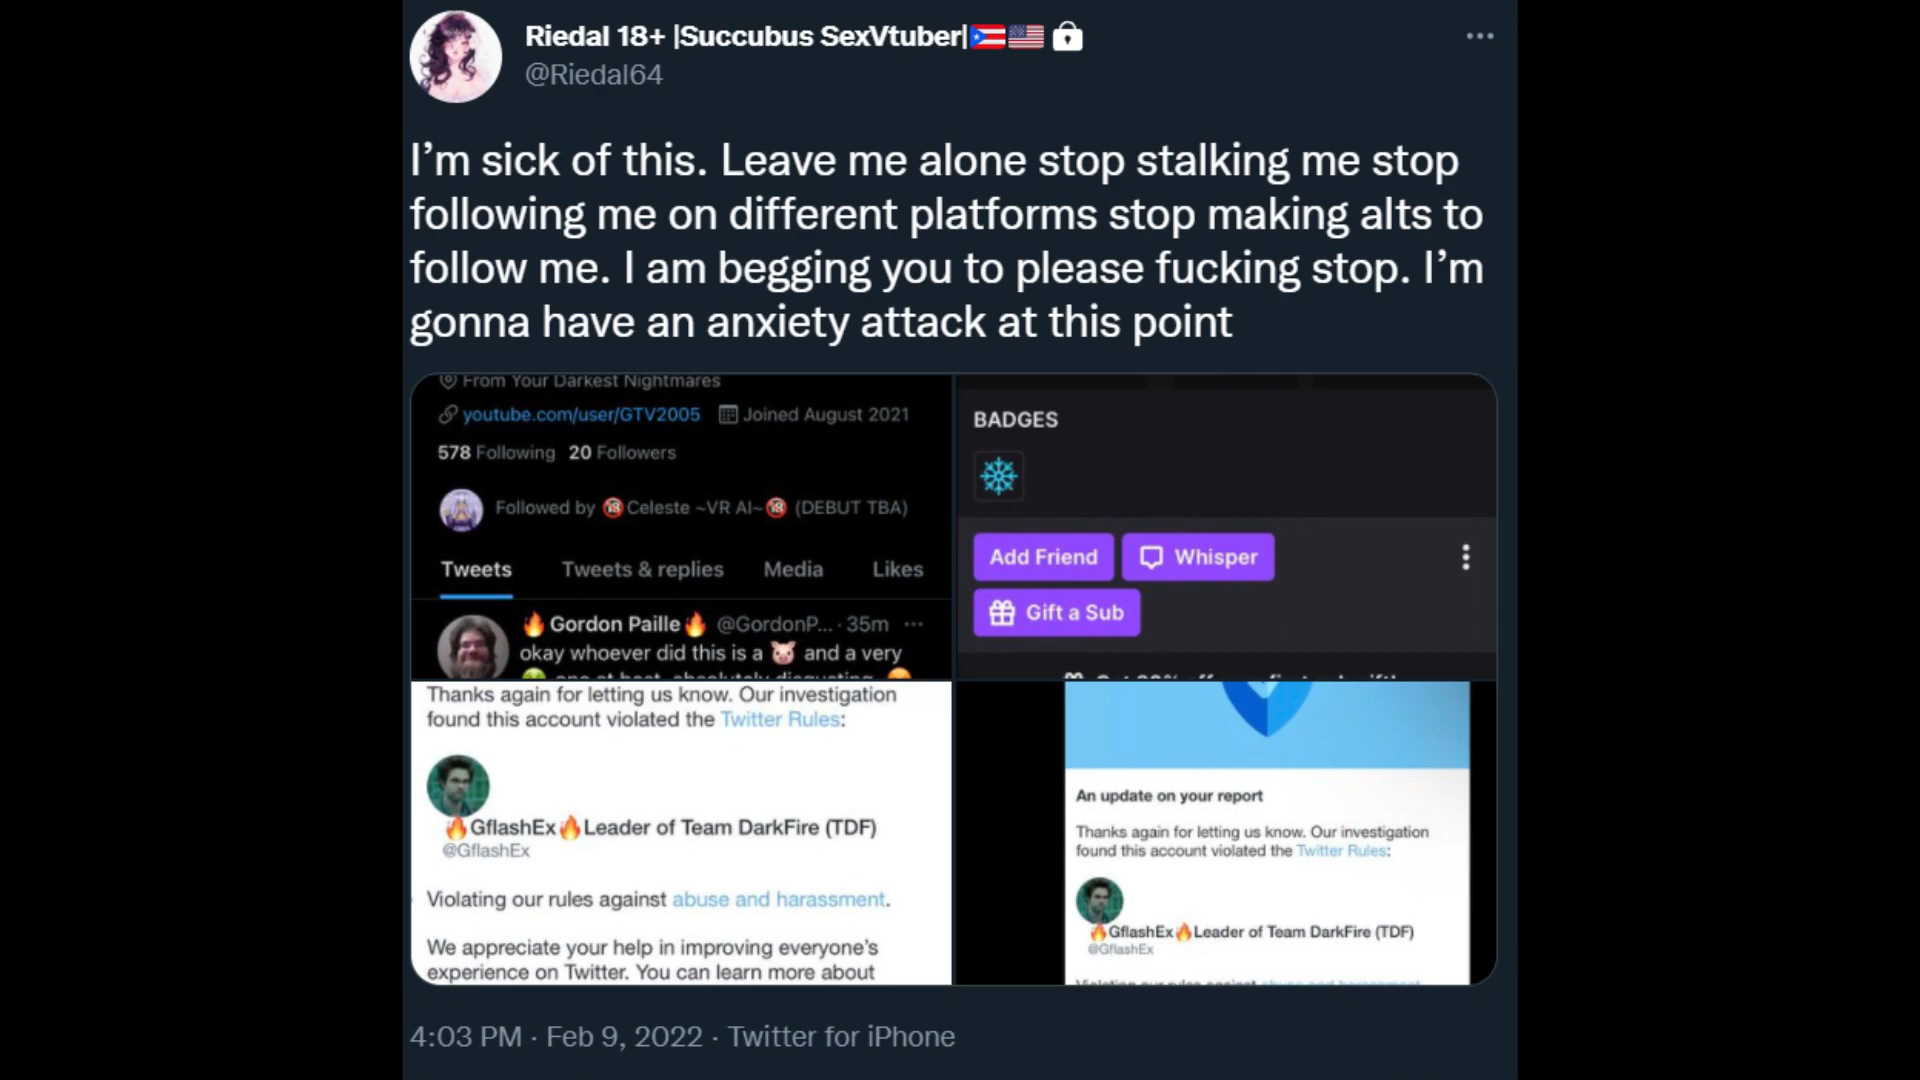 Riedal 18+ |Succubus SexVtuber|🇵🇷🇺🇸🔒
@Riedal64
I'm sick of this. Leave me alone stop stalking me stop
following me on different platforms stop making alts to
follow me. I am begging you to please fucking stop. I'm
gonna have an anxiety attack at this point
From Your Darkest Nightmares
youtube.com/user/GTV2005 Joined August 2021
578 Following 20 Followers
Followed by 🔞Celeste ~VR AI~🔞 (DEBUT TBA)
Tweets Tweets & replies Media Likes
🔥Gordon Paille🔥 @GordonP... · 35m
okay whoever did this is a 🐷 and a very
BADGES
Add Friend
Whisper
Gift a Sub
Thanks again for letting us know. Our investigation
found this account violated the Twitter Rules:
🔥GflashEx🔥Leader of Team DarkFire (TDF)
@GflashEx
Violating our rules against abuse and harassment.
We appreciate your help in improving everyone's
experience on Twitter. You can learn more about
An update on your report
Thanks again for letting us know. Our investigation
found this account violated the Twitter Rules:
🔥GflashEx🔥Leader of Team DarkFire (TDF)
@GflashEx
Violating our rules against abuse and harassment
4:03 PM · Feb 9, 2022 · Twitter for iPhone